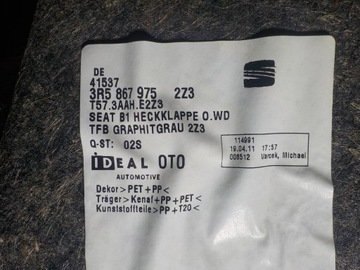 DE
41537
3R5 867 975 2Z3
T57.3AAH.E2Z3
SEAT B1 HECKKLAPPE O.WD
TFB GRAPHITGRAU 2Z3
Q-ST: 02S
114991
19.04.11 17:57
008512 Marcek, Michael
iDEAL OTO
AUTOMOTIVE
Dekor>PET+PP<
Träger>Kenaf+PP+PET<
Kunststoffteile>PP+T20<